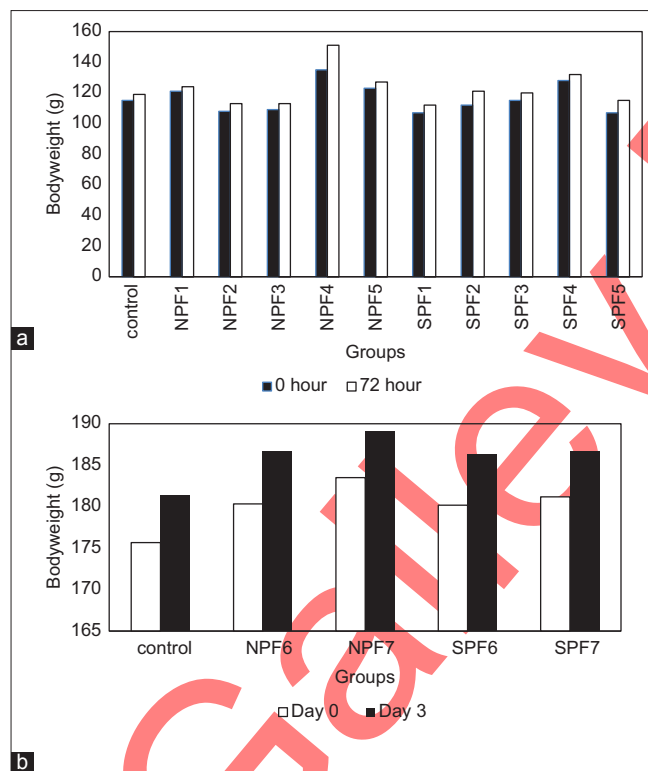 160
140
120
100
80
60
40
20
0
Bodyweight (g)
control NPF1 NPF2 NPF3 NPF4 NPF5 SPF1 SPF2 SPF3 SPF4 SPF5
Groups
0 hour 72 hour
a
190
185
180
175
170
165
Bodyweight (g)
control NPF6 NPF7 SPF6 SPF7
Groups
Day 0 Day 3
b